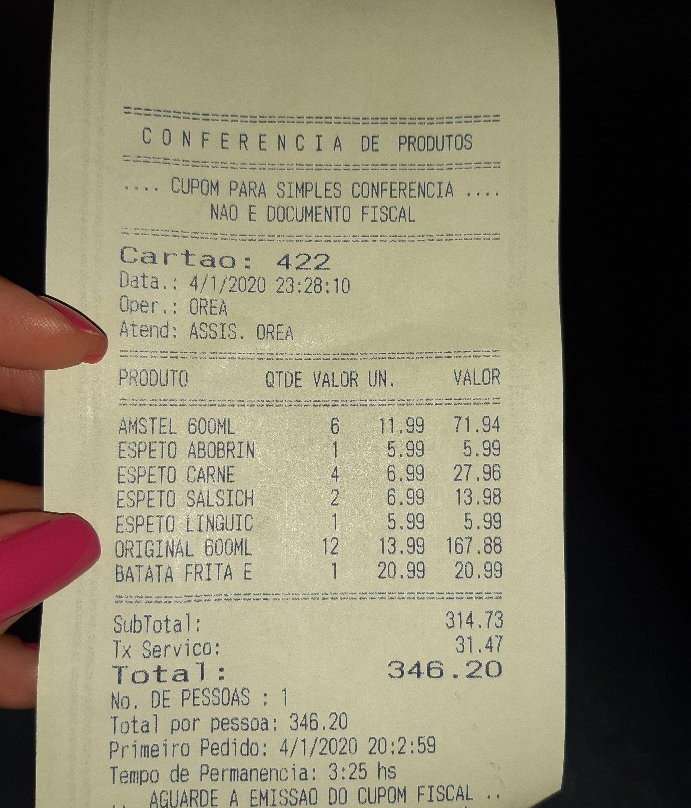 CONFERENCIA DE PRODUTOS
.... CUPOM PARA SIMPLES CONFERENCIA ....
NAO E DOCUMENTO FISCAL
Cartao: 422
Data.: 4/1/2020 23:28:10
Oper.: OREA
Atend: ASSIS. OREA
PRODUTO QTDE VALOR UN. VALOR
AMSTEL 600ML 6 11.99 71.94
ESPETO ABOBRIN 1 5.99 5.99
ESPETO CARNE 4 6.99 27.96
ESPETO SALSICH 2 6.99 13.98
ESPETO LINGUIC 1 5.99 5.99
ORIGINAL 600ML 12 13.99 167.88
BATATA FRITA E 1 20.99 20.99
SubTotal: 314.73
Tx Servico: 31.47
Total: 346.20
No. DE PESSOAS : 1
Total por pessoa: 346.20
Primeiro Pedido: 4/1/2020 20:2:59
Tempo de Permanencia: 3:25 hs
.. AGUARDE A EMISSAO DO CUPOM FISCAL ..